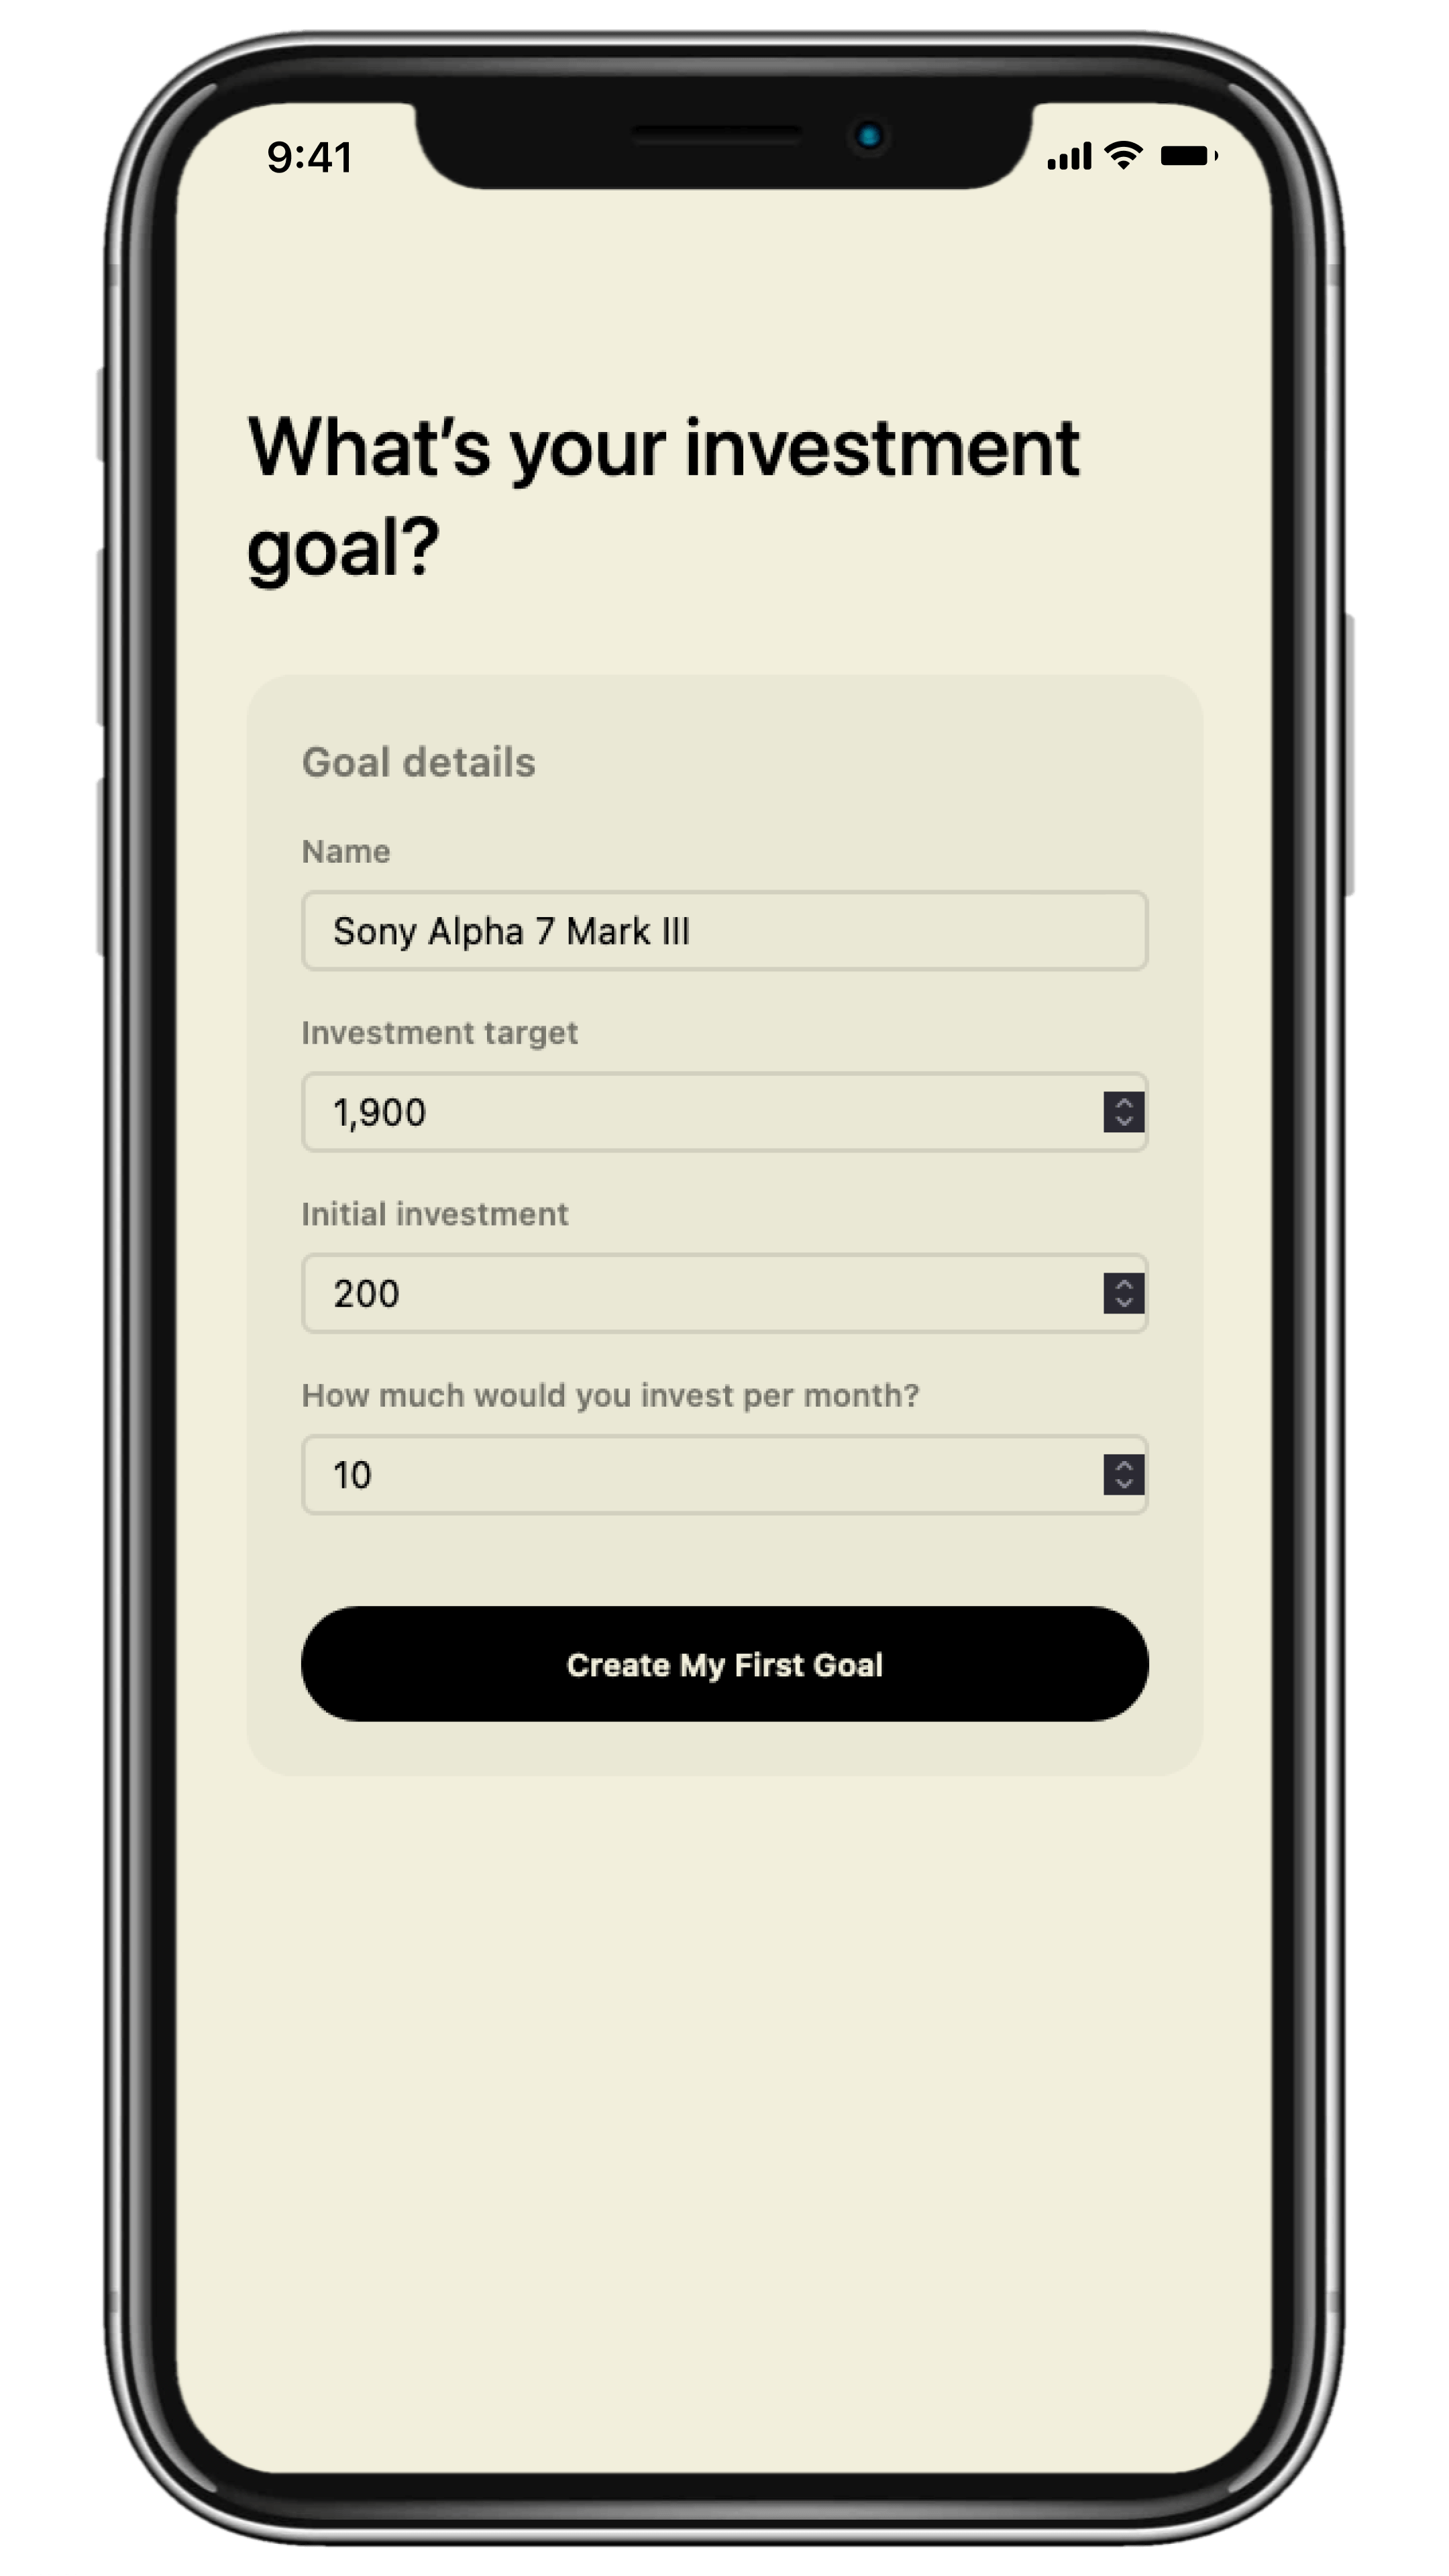 9:41
What's your investment
goal?
Goal details
Name
Sony Alpha 7 Mark III
Investment target
1,900
Initial investment
200
How much would you invest per month?
10
Create My First Goal